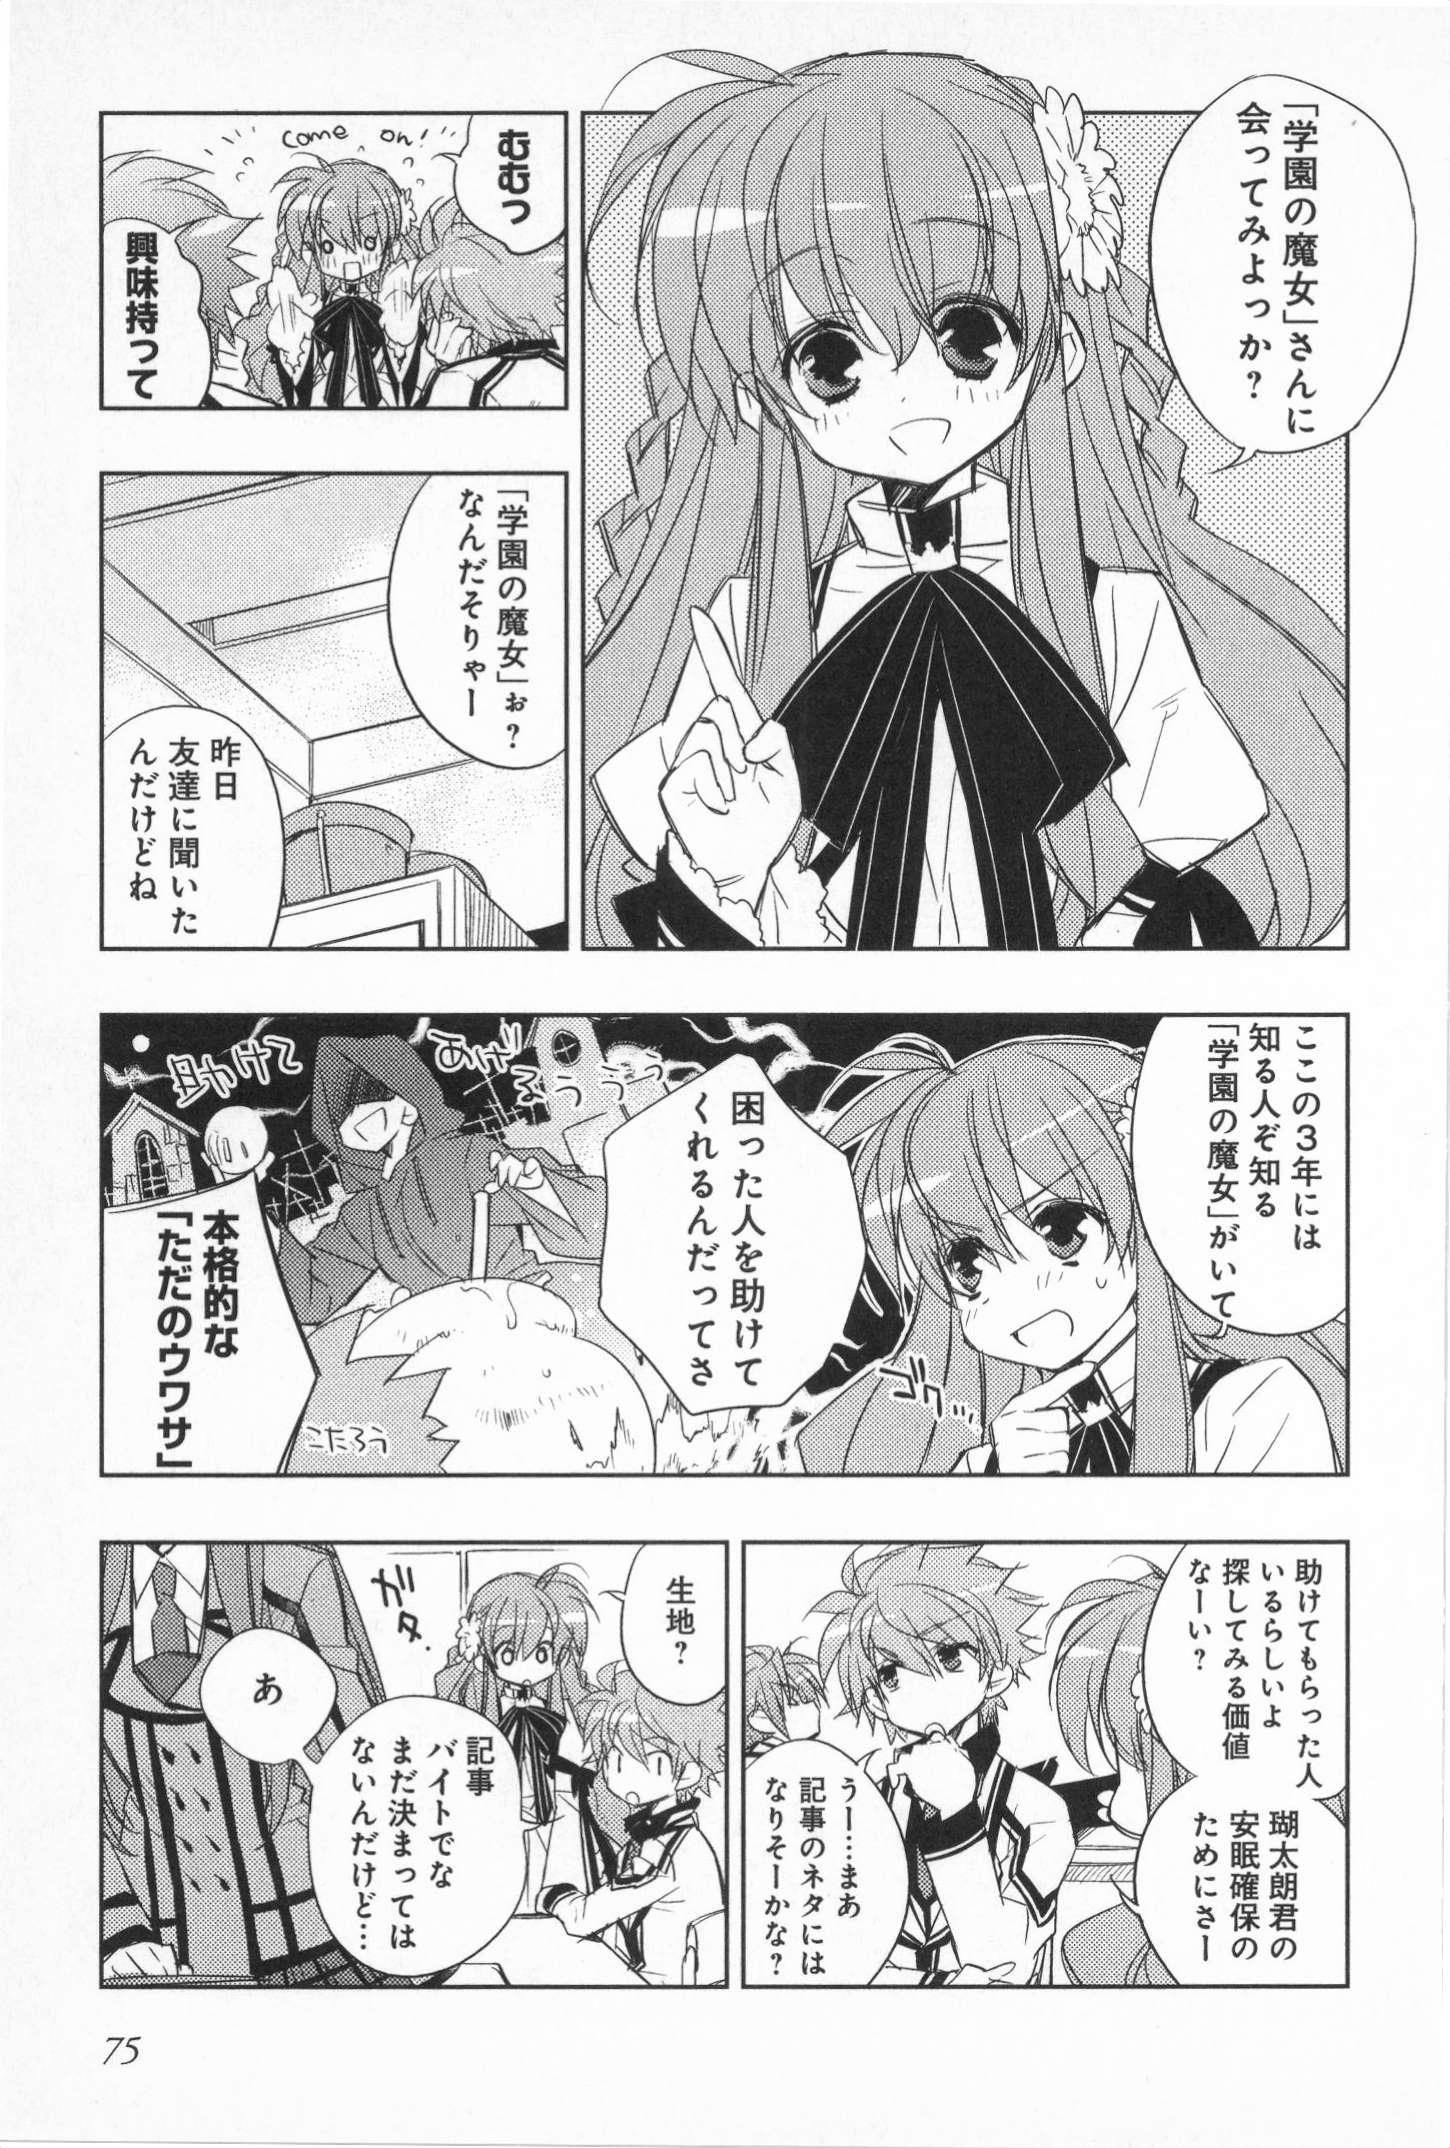 「学園の魔女」さんに
会ってみよっか?
むむっ
come on!
興味持って
「学園の魔女」ぉ?
なんだそりゃー
昨日
友達に聞いた
んだけどね
ここの3年には
知る人ぞ知る
「学園の魔女」がいて
ゴクッ…
困った人を助けて
くれるんだってさ
あげ
るううぅ
助けて
こたろう
本格的な
「ただのウワサ」
助けてもらった人
いるらしいよ
探してみる価値
なーい?
瑚太朗君の
安眠確保の
ためにさー
うー…まあ
記事のネタには
なりそーかな?
生地?
記事
バイトでな
まだ決まっては
ないんだけど…
ガタ.
あ
75